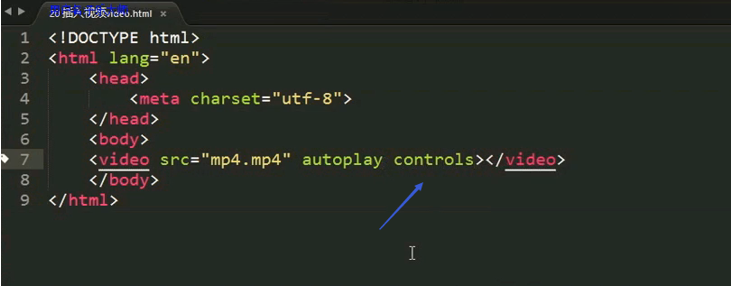 20插入视频video.html ×
1 <!DOCTYPE html>
2 <html lang="en">
3 <head>
4 <meta charset="utf-8">
5 </head>
6 <body>
7 <video src="mp4.mp4" autoplay controls></video>
8 </body>
9 </html>